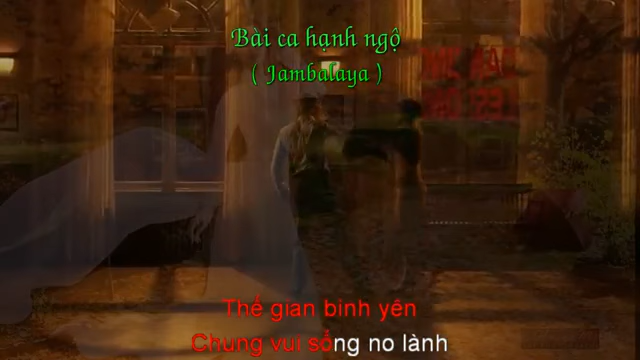 Bài ca hạnh ngộ
( Jambalaya )
Thế gian bình yên
Chung vui sống no lành